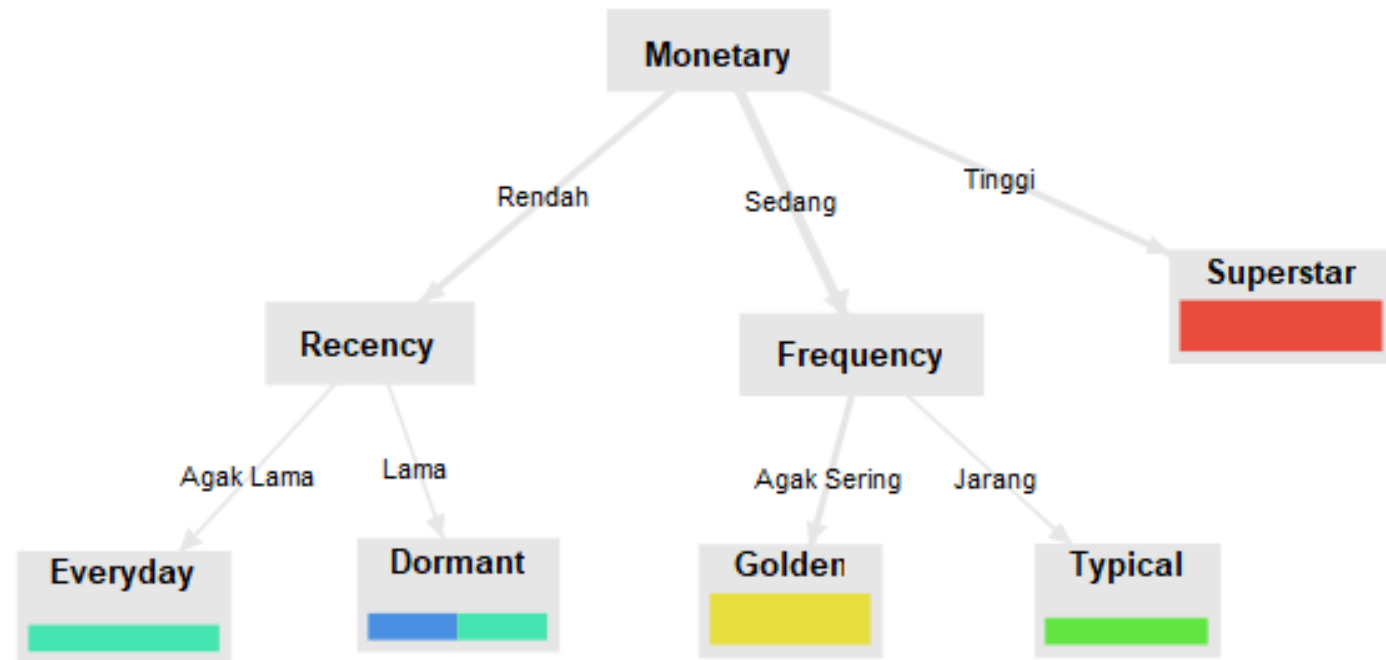 Monetary
Rendah
Sedang
Tinggi
Superstar
Recency
Frequency
Agak Lama
Lama
Agak Sering
Jarang
Everyday
Dormant
Golden
Typical